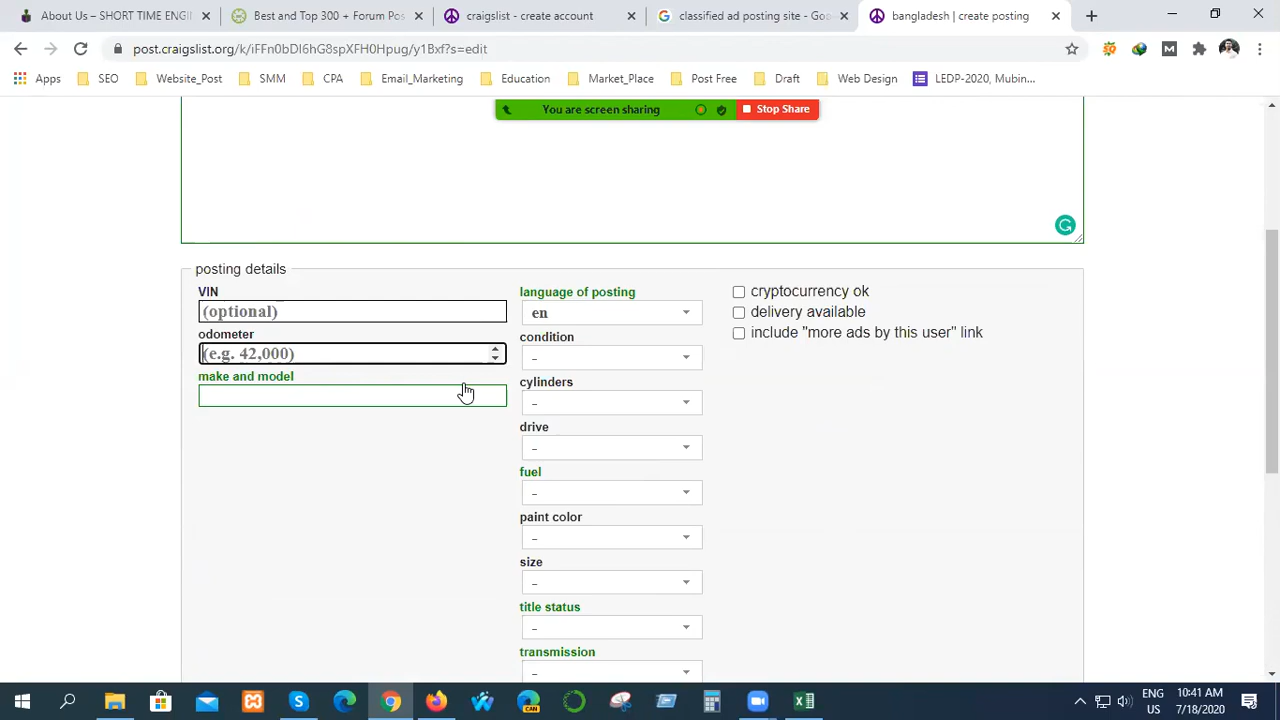 About Us – SHORT TIME ENGI
Best and Top 300 + Forum Po
craigslist - create account
classified ad posting site - Goo
bangladesh | create posting
post.craigslist.org/k/iFFn0bDl6hG8spXFH0Hpug/y1Bxf?s=edit
Apps
SEO
Website_Post
SMM
CPA
Email_Marketing
Education
Market_Place
Post Free
Draft
Web Design
LEDP-2020, Mubin...
You are screen sharing
Stop Share
posting details
VIN
(optional)
odometer
(e.g. 42,000)
make and model
language of posting
en
condition
-
cylinders
-
drive
-
fuel
-
paint color
-
size
-
title status
-
transmission
-
cryptocurrency ok
delivery available
include "more ads by this user" link
CAN
ENG
US
10:41 AM
7/18/2020